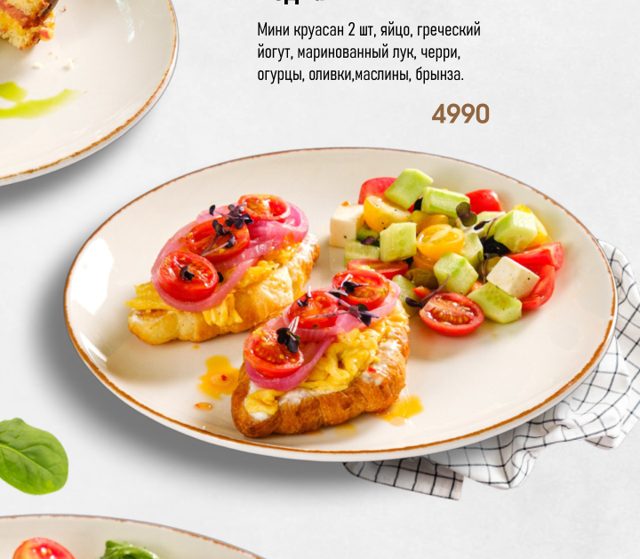 Мини круасан 2 шт, яйцо, греческий
йогут, маринованный лук, черри,
огурцы, оливки,маслины, брынза.
4990